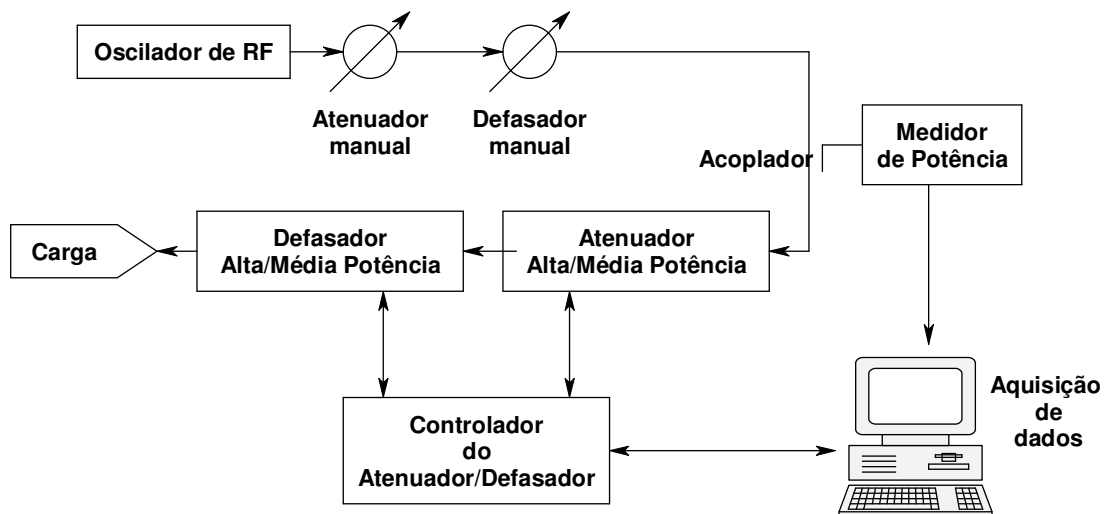 Oscilador de RF
Atenuador
manual
Defasador
manual
Acoplador
Medidor
de Potência
Carga
Defasador
Alta/Média Potência
Atenuador
Alta/Média Potência
Controlador
do
Atenuador/Defasador
Aquisição
de
dados